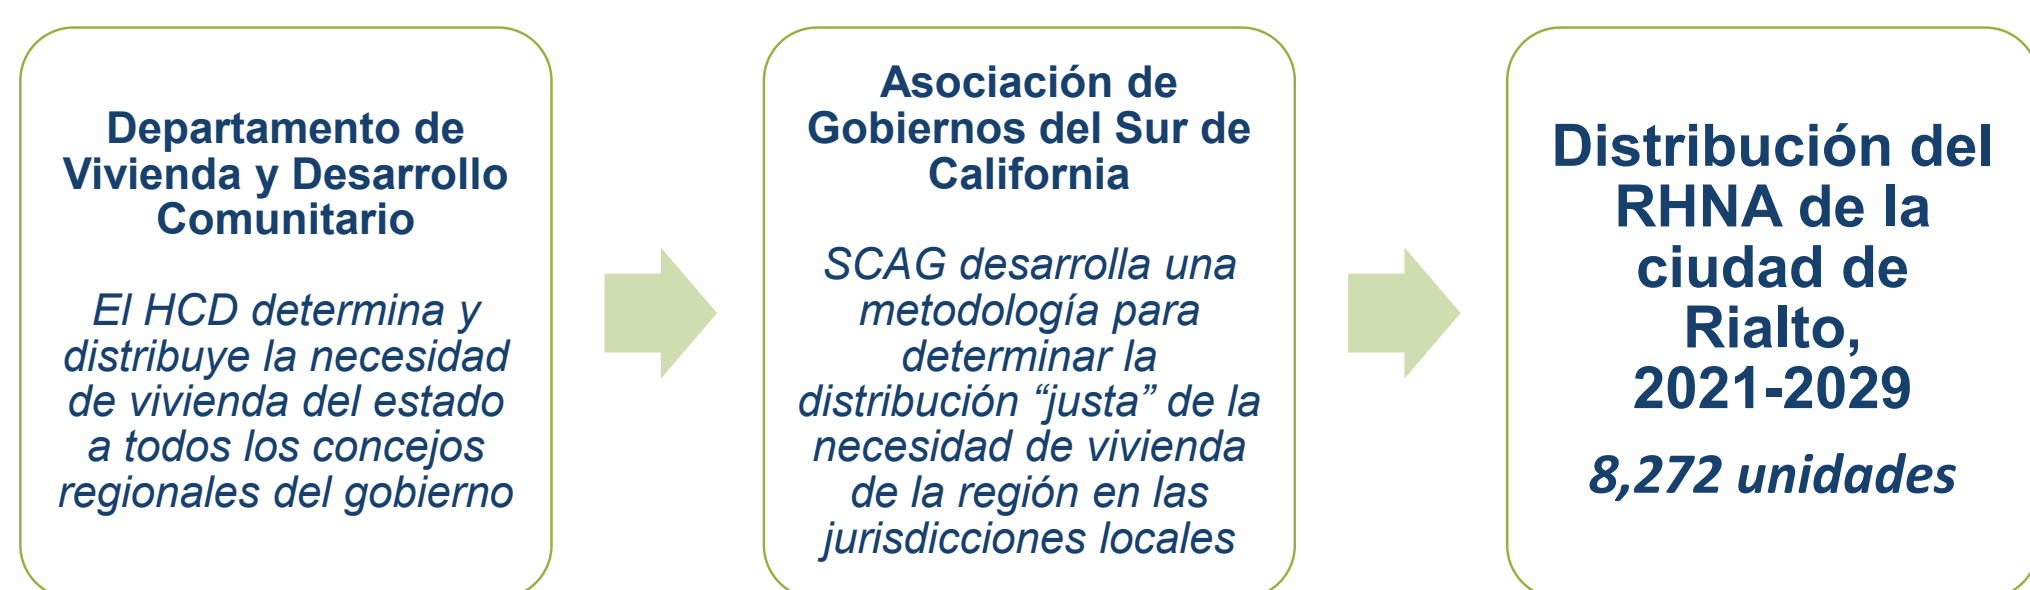 Departamento de
Vivienda y Desarrollo
Comunitario
El HCD determina y
distribuye la necesidad
de vivienda del estado
a todos los concejos
regionales del gobierno
Asociación de
Gobiernos del Sur de
California
SCAG desarrolla una
metodología para
determinar la
distribución “justa” de la
necesidad de vivienda
de la región en las
jurisdicciones locales
Distribución del
RHNA de la
ciudad de
Rialto,
2021-2029
8,272 unidades